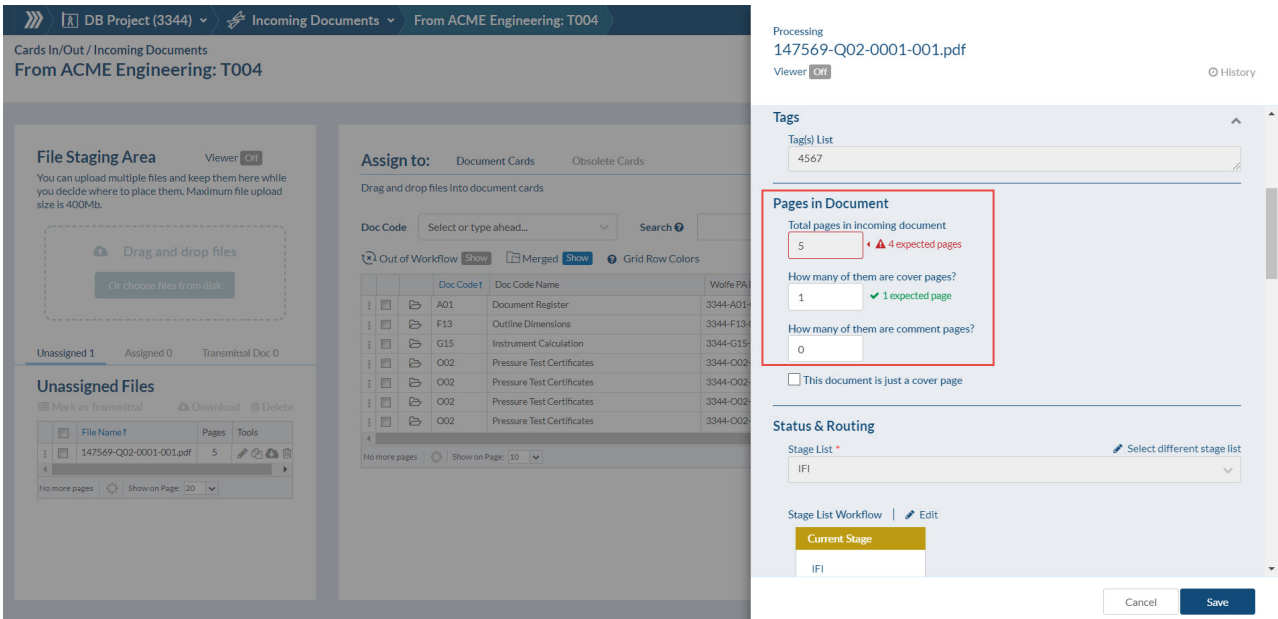 DB Project (3344) Incoming Documents From ACME Engineering: T004
Cards In/Out / Incoming Documents
From ACME Engineering: T004
File Staging Area Viewer Off
You can upload multiple files and keep them here while
you decide where to place them. Maximum file upload
size is 400Mb.
Drag and drop files
Or choose files from disk
Unassigned 1 Assigned 0 Transmittal Doc 0
Unassigned Files
Mark as Transmittal Download Delete
File Name↑ Pages Tools
147569-Q02-0001-001.pdf 5
No more pages Show on Page: 20
Assign to: Document Cards Obsolete Cards
Drag and drop files into document cards
Doc Code Select or type ahead... Search
Out of Workflow Show Merged Show Grid Row Colors
Doc Code↑ Doc Code Name Wolfe PA
A01 Document Register 3344-A01-
F13 Outline Dimensions 3344-F13-
G15 Instrument Calculation 3344-G15-
O02 Pressure Test Certificates 3344-O02-
O02 Pressure Test Certificates 3344-O02-
O02 Pressure Test Certificates 3344-O02-
O02 Pressure Test Certificates 3344-O02-
No more pages Show on Page: 10
Processing
147569-Q02-0001-001.pdf
Viewer Off History
Tags
Tag(s) List
4567
Pages in Document
Total pages in incoming document
5 4 expected pages
How many of them are cover pages?
1 1 expected page
How many of them are comment pages?
0
This document is just a cover page
Status & Routing
Stage List * Select different stage list
IFI
Stage List Workflow | Edit
Current Stage
IFI
Cancel Save